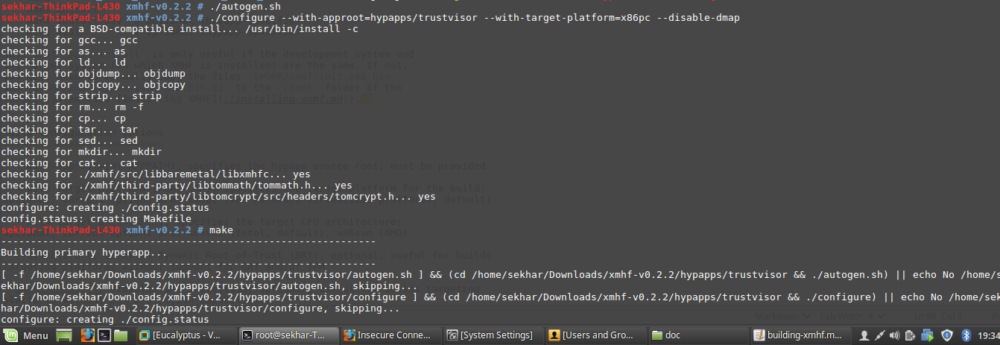 sekhar-ThinkPad-L430 xmhf-v0.2.2 # ./autogen.sh
sekhar-ThinkPad-L430 xmhf-v0.2.2 # ./configure --with-approot=hypapps/trustvisor --with-target-platform=x86pc --disable-dmap
checking for a BSD-compatible install... /usr/bin/install -c
checking for gcc... gcc
checking for as... as
checking for ld... ld
checking for objdump... objdump
checking for objcopy... objcopy
checking for strip... strip
checking for rm... rm -f
checking for cp... cp
checking for tar... tar
checking for sed... sed
checking for mkdir... mkdir
checking for cat... cat
checking for ./xmhf/src/libbaremetal/libxmhfc... yes
checking for ./xmhf/third-party/libtommath/tommath.h... yes
checking for ./xmhf/third-party/libtomcrypt/src/headers/tomcrypt.h... yes
configure: creating ./config.status
config.status: creating Makefile
sekhar-ThinkPad-L430 xmhf-v0.2.2 # make
----------------------------------------------------------------
Building primary hyperapp...
----------------------------------------------------------------
[ -f /home/sekhar/Downloads/xmhf-v0.2.2/hypapps/trustvisor/autogen.sh ] && (cd /home/sekhar/Downloads/xmhf-v0.2.2/hypapps/trustvisor && ./autogen.sh) || echo No /home/s
ekhar/Downloads/xmhf-v0.2.2/hypapps/trustvisor/autogen.sh, skipping...
[ -f /home/sekhar/Downloads/xmhf-v0.2.2/hypapps/trustvisor/configure ] && (cd /home/sekhar/Downloads/xmhf-v0.2.2/hypapps/trustvisor && ./configure) || echo No /home/sek
har/Downloads/xmhf-v0.2.2/hypapps/trustvisor/configure, skipping...
configure: creating ./config.status
Markdown Tab Width: 4 Ln 98, Col 3
Menu [Eucalyptus - V... root@sekhar-T... Insecure Conne... [System Settings] [Users and Gro... doc building-xmhf.m... 19:34